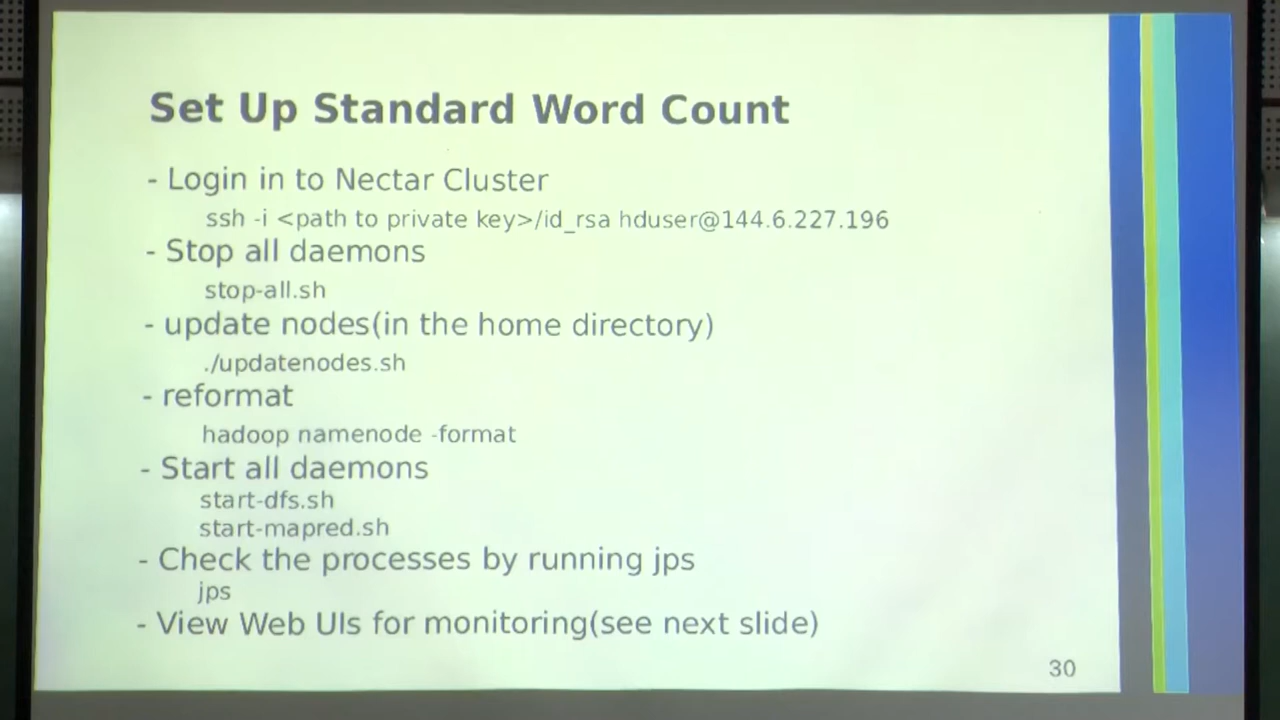 Set Up Standard Word Count
- Login in to Nectar Cluster
ssh -i <path to private key>/id_rsa hduser@144.6.227.196
- Stop all daemons
stop-all.sh
- update nodes(in the home directory)
./updatenodes.sh
- reformat
hadoop namenode -format
- Start all daemons
start-dfs.sh
start-mapred.sh
- Check the processes by running jps
jps
- View Web UIs for monitoring(see next slide)
30